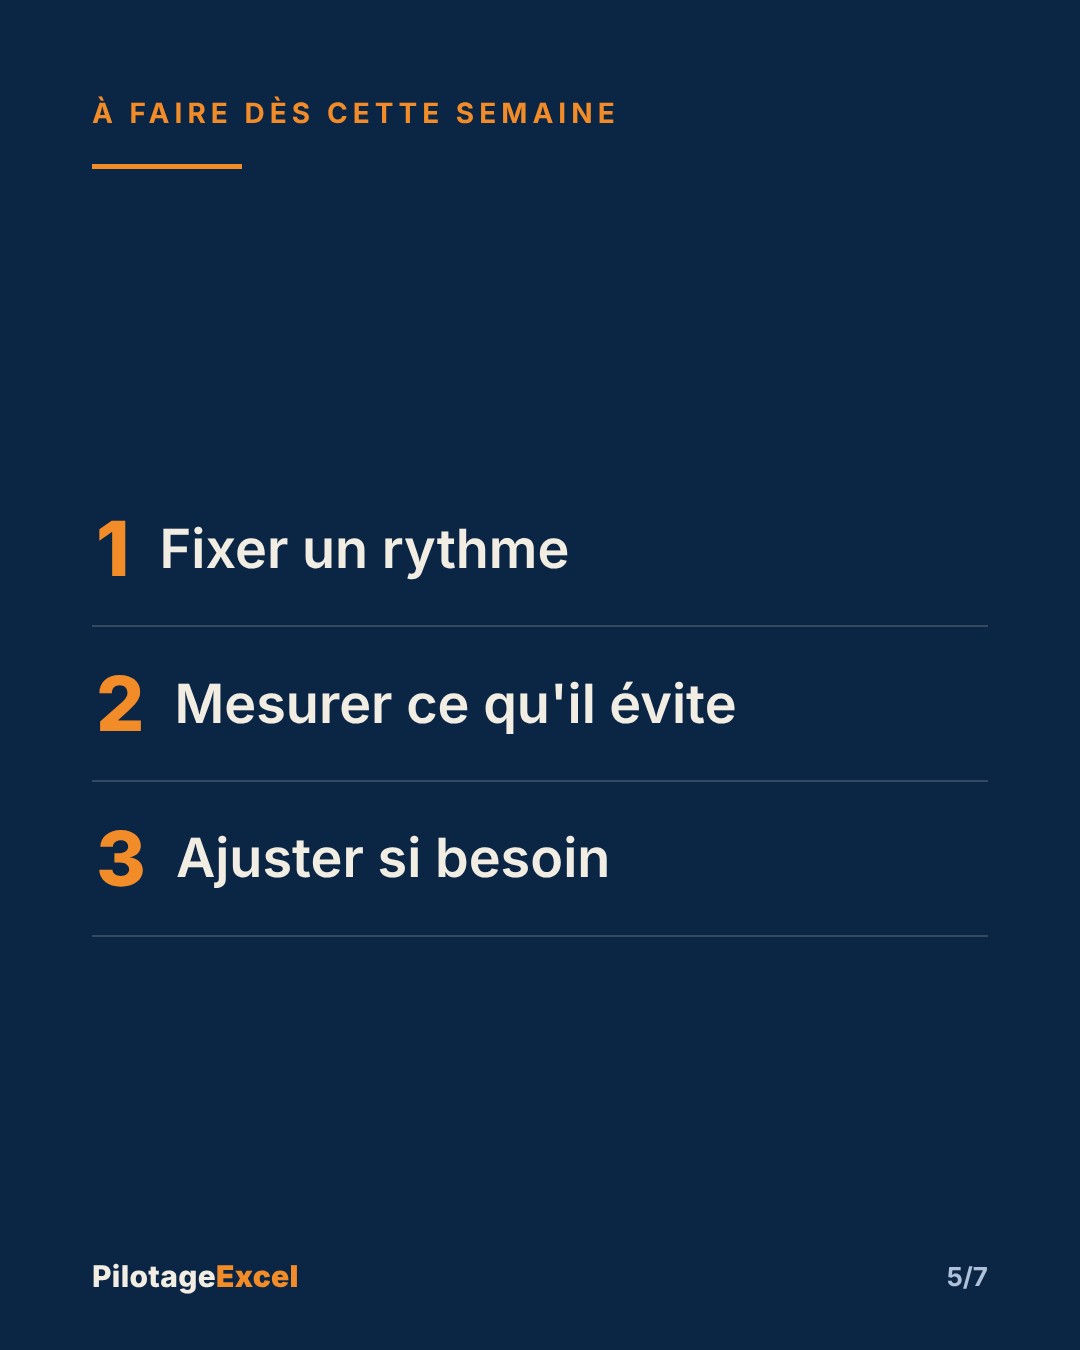 À FAIRE DÈS CETTE SEMAINE
1 Fixer un rythme
2 Mesurer ce qu'il évite
3 Ajuster si besoin
PilotageExcel
5/7